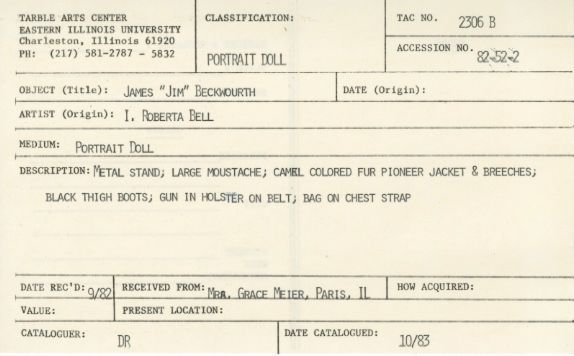 TARBLE ARTS CENTER
EASTERN ILLINOIS UNIVERSITY
Charleston, Illinois 61920
PH: (217) 581-2787 - 5832
CLASSIFICATION:
PORTRAIT DOLL
TAC NO. 2306 B
ACCESSION NO. 82-52-2
OBJECT (Title): JAMES "JIM" BECKWOURTH
DATE (Origin):
ARTIST (Origin): I. ROBERTA BELL
MEDIUM: PORTRAIT DOLL
DESCRIPTION: METAL STAND; LARGE MOUSTACHE; CAMEL COLORED FUR PIONEER JACKET & BREECHES;
BLACK THIGH BOOTS; GUN IN HOLSTER ON BELT; BAG ON CHEST STRAP
DATE REC'D: 9/82
RECEIVED FROM: MRS. GRACE MEIER, PARIS, IL
HOW ACQUIRED:
VALUE:
PRESENT LOCATION:
CATALOGUER: DR
DATE CATALOGUED: 10/83